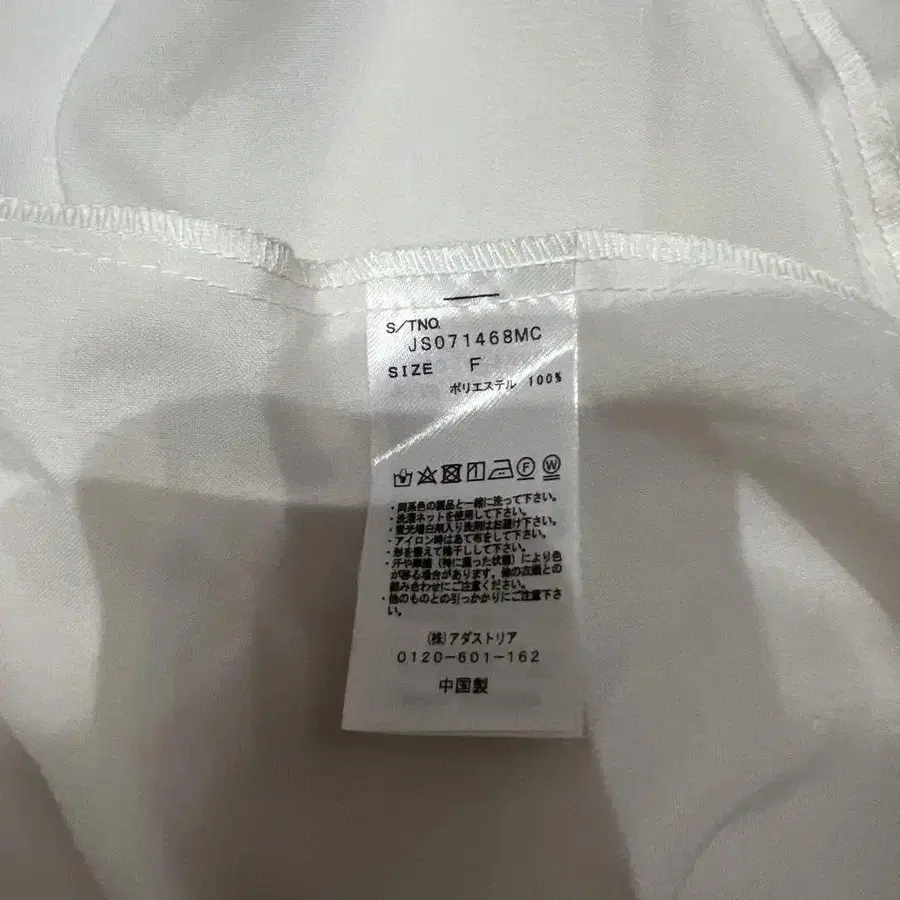 S/TNO.
JS071468MC
SIZE F
ポリエステル 100%
F W
・同系色の製品と一緒に洗って下さい。
・洗濯ネットを使用して下さい。
・蛍光増白剤入り洗剤はお避け下さい。
・アイロン時はあて布をして下さい。
・形を整えて陰干しして下さい。
・汗や摩擦(特に湿った状態)により色
が移る場合があります。他の衣類との
組み合わせにご注意ください。
・他のものとの引っかかりにご注意下さ
い。
(株)アダストリア
0120-601-162
中国製